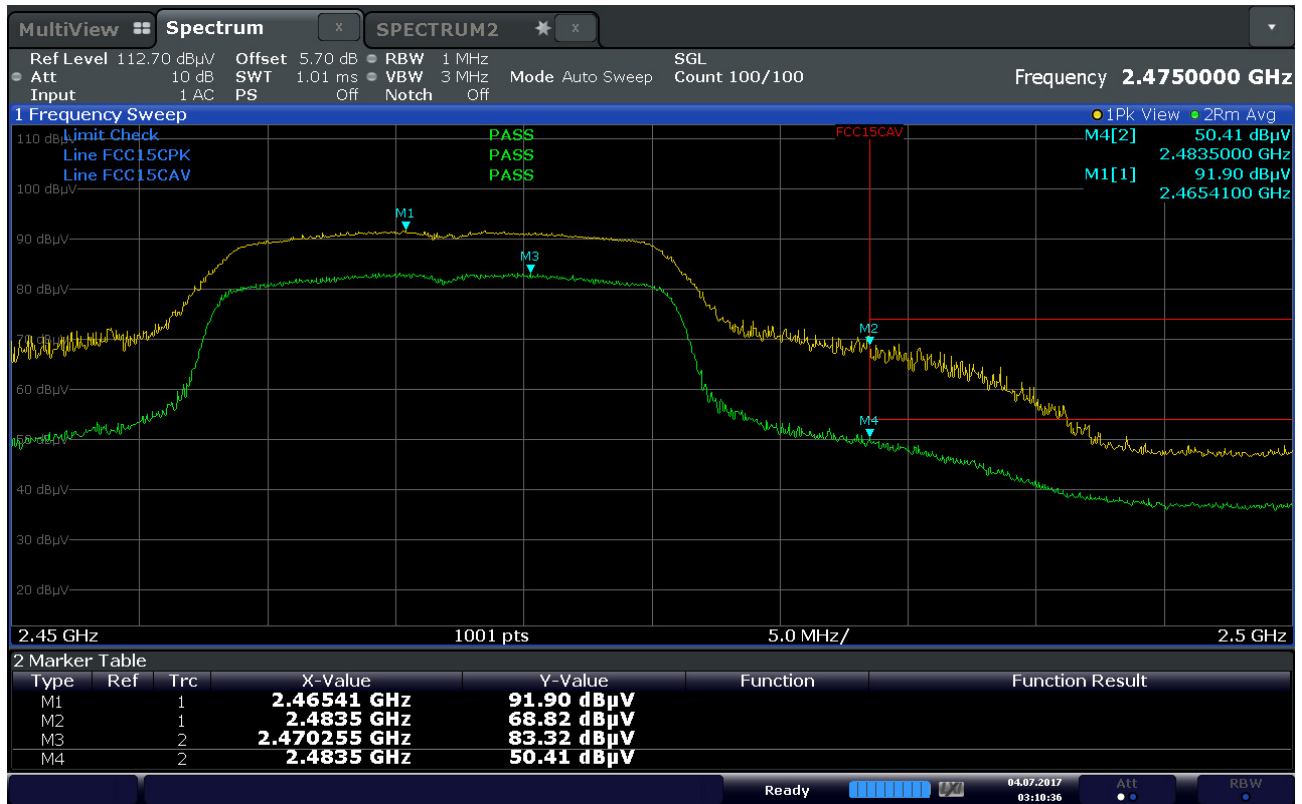 MultiView Spectrum x SPECTRUM2 x
Ref Level 112.70 dBµV Offset 5.70 dB RBW 1 MHz SGL
Att 10 dB SWT 1.01 ms VBW 3 MHz Mode Auto Sweep Count 100/100 Frequency 2.4750000 GHz
Input 1 AC PS Off Notch Off
1 Frequency Sweep 1Pk View 2Rm Avg
110 dBµV Limit Check PASS FCC15CAV M4[2] 50.41 dBµV
Line FCC15CPK PASS 2.4835000 GHz
Line FCC15CAV PASS M1[1] 91.90 dBµV
100 dBµV 2.4654100 GHz
M1
90 dBµV
M3
80 dBµV
M2
70 dBµV
60 dBµV
M4
50 dBµV
40 dBµV
30 dBµV
20 dBµV
2.45 GHz 1001 pts 5.0 MHz/ 2.5 GHz
2 Marker Table
Type Ref Trc X-Value Y-Value Function Function Result
M1 1 2.46541 GHz 91.90 dBµV
M2 1 2.4835 GHz 68.82 dBµV
M3 2 2.470255 GHz 83.32 dBµV
M4 2 2.4835 GHz 50.41 dBµV
Ready LXI 04.07.2017 Att RBW
03:10:36